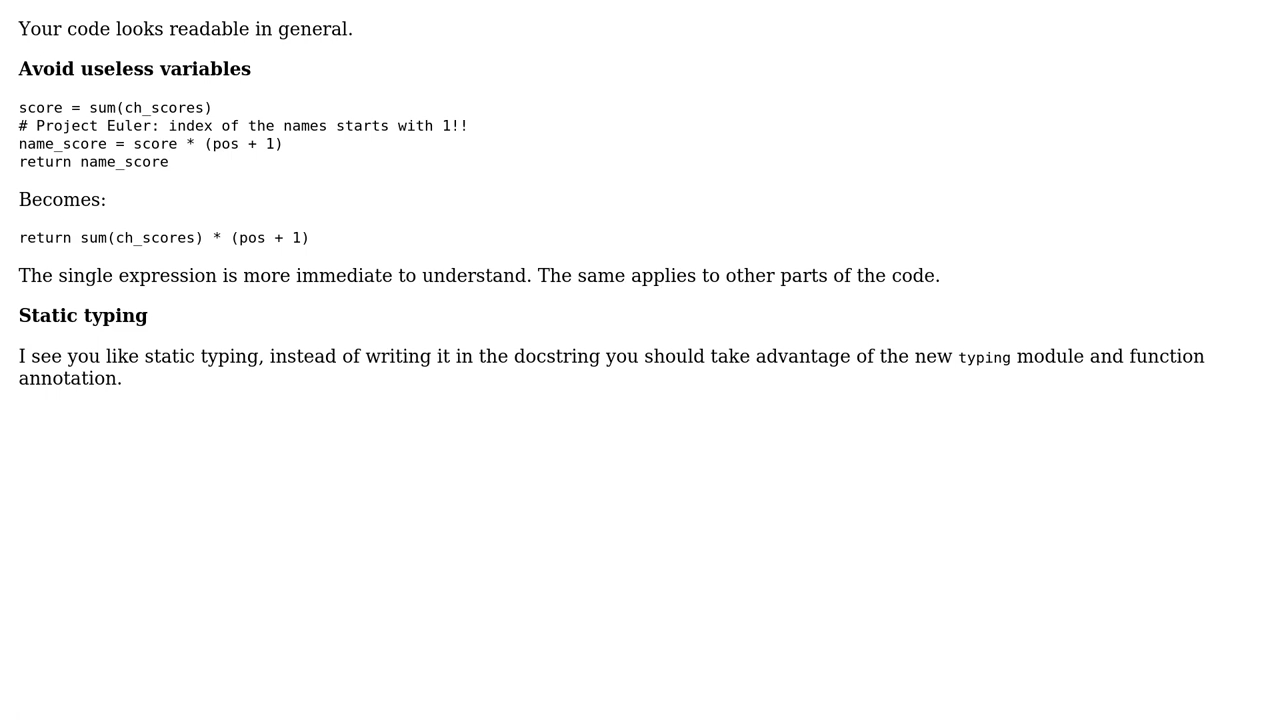 Your code looks readable in general.
Avoid useless variables
score = sum(ch_scores)
# Project Euler: index of the names starts with 1!!
name_score = score * (pos + 1)
return name_score
Becomes:
return sum(ch_scores) * (pos + 1)
The single expression is more immediate to understand. The same applies to other parts of the code.
Static typing
I see you like static typing, instead of writing it in the docstring you should take advantage of the new typing module and function
annotation.